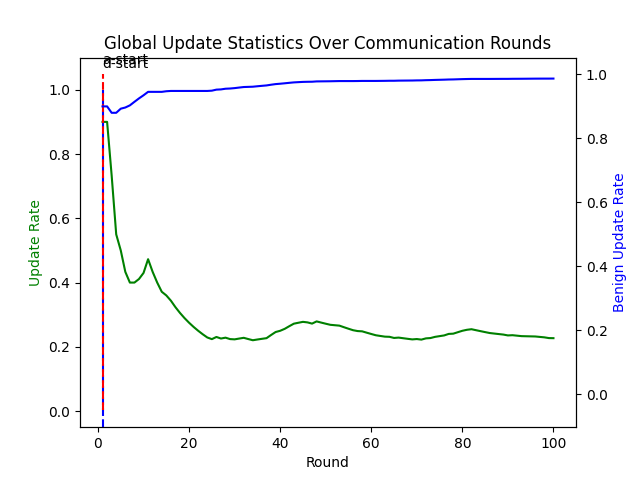 Global Update Statistics Over Communication Rounds
a-start
d-start
1.0
0.8
0.6
0.4
0.2
0.0
Update Rate
1.0
0.8
0.6
0.4
0.2
0.0
Benign Update Rate
0 20 40 60 80 100
Round